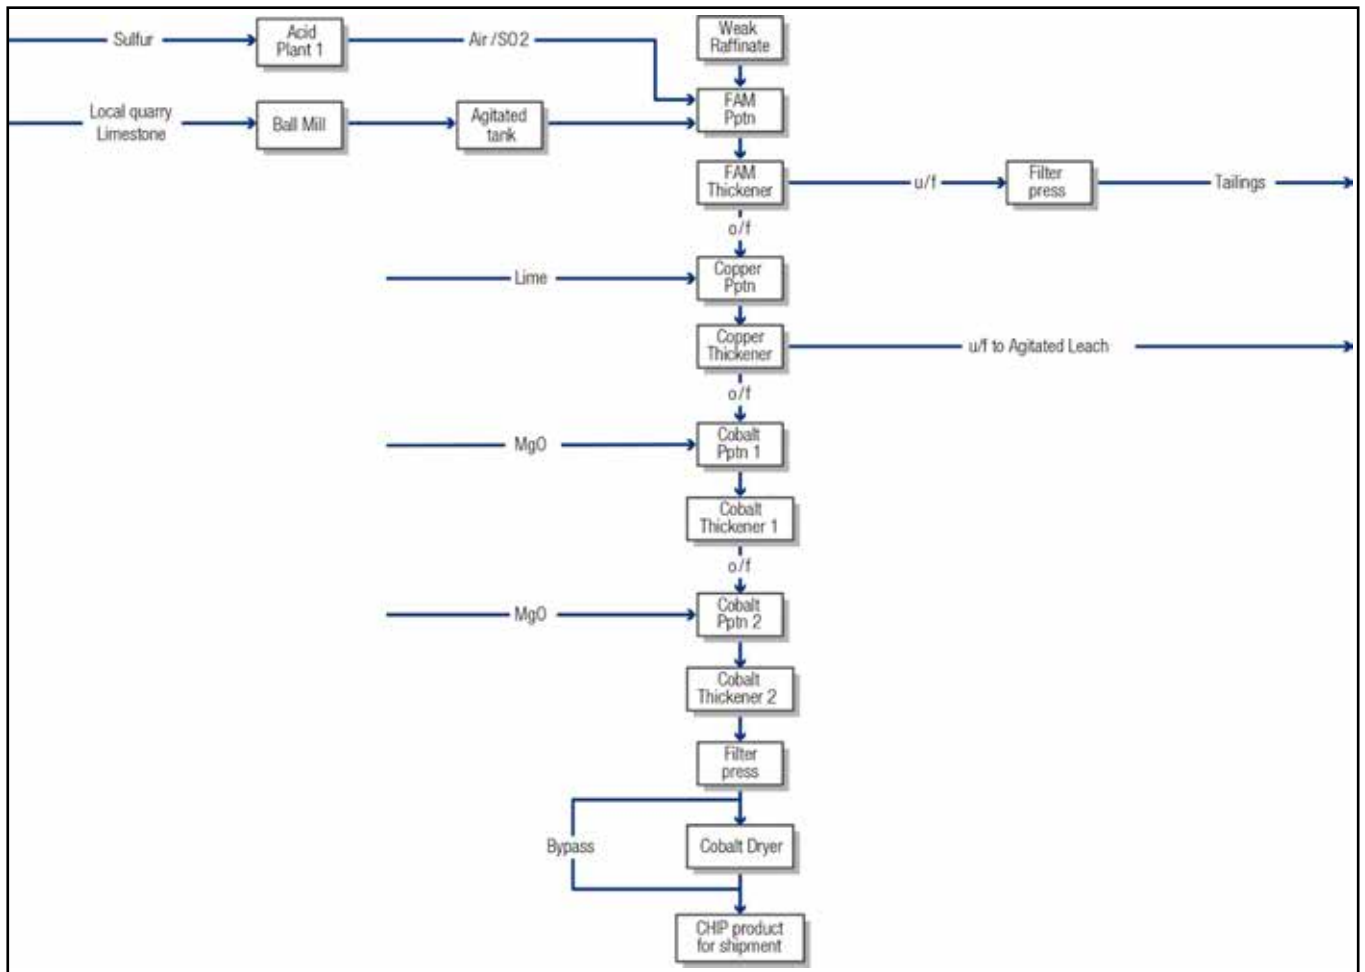 Sulfur
Acid
Plant 1
Air/SO2
Weak
Raffinate
Local quarry
Limestone
Ball Mill
Agitated
tank
FAM
Pptn
FAM
Thickener
u/f
Filter
press
Tailings
o/f
Lime
Copper
Pptn
Copper
Thickener
u/f to Agitated Leach
o/f
MgO
Cobalt
Pptn 1
Cobalt
Thickener 1
o/f
MgO
Cobalt
Pptn 2
Cobalt
Thickener 2
Filter
press
Bypass
Cobalt Dryer
CHIP product
for shipment